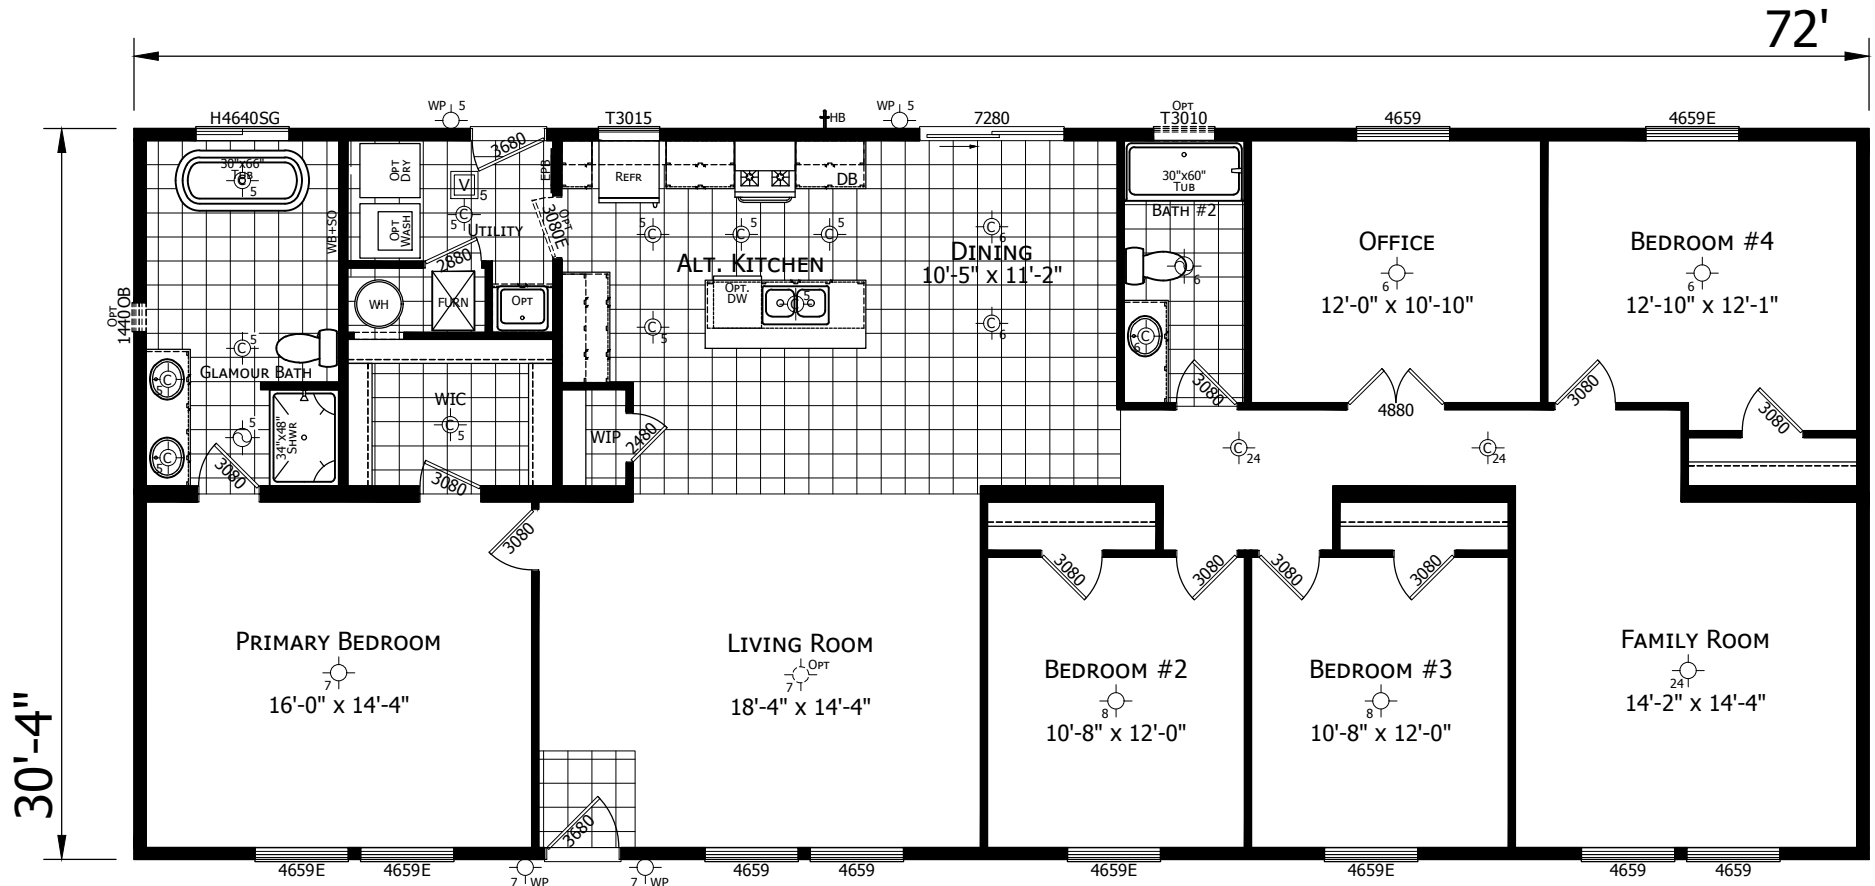 72'
30'-4"
H4640SG
WP 5
T3015
HB
WP 5
7280
OPT
T3010
4659
4659E
30"x66"
TUB
5
OPT
DRY
3680
V
5
EPB
OPT
WASH
C
5
UTILITY
WB+SO
OPT
3080E
2880
WH
FURN
OPT
OPT
1440OB
C
5
GLAMOUR BATH
C
5
C
5
5
34"x48"
SHWR
3080
WIC
C
5
3080
REFR
DB
5
C
C
5
C
5
ALT. KITCHEN
OPT.
DW
C
5
C
5
WIP
2480
C
6
DINING
10'-5" x 11'-2"
C
6
30"x60"
TUB
BATH #2
6
C
6
3080
OFFICE
6
12'-0" x 10'-10"
4880
BEDROOM #4
6
12'-10" x 12'-1"
3080
3080
C
24
C
24
3080
PRIMARY BEDROOM
7
16'-0" x 14'-4"
LIVING ROOM
OPT
7
18'-4" x 14'-4"
3680
3080
3080
BEDROOM #2
8
10'-8" x 12'-0"
3080
3080
BEDROOM #3
8
10'-8" x 12'-0"
FAMILY ROOM
24
14'-2" x 14'-4"
4659E
4659E
7 WP
7 WP
4659
4659
4659E
4659E
4659
4659